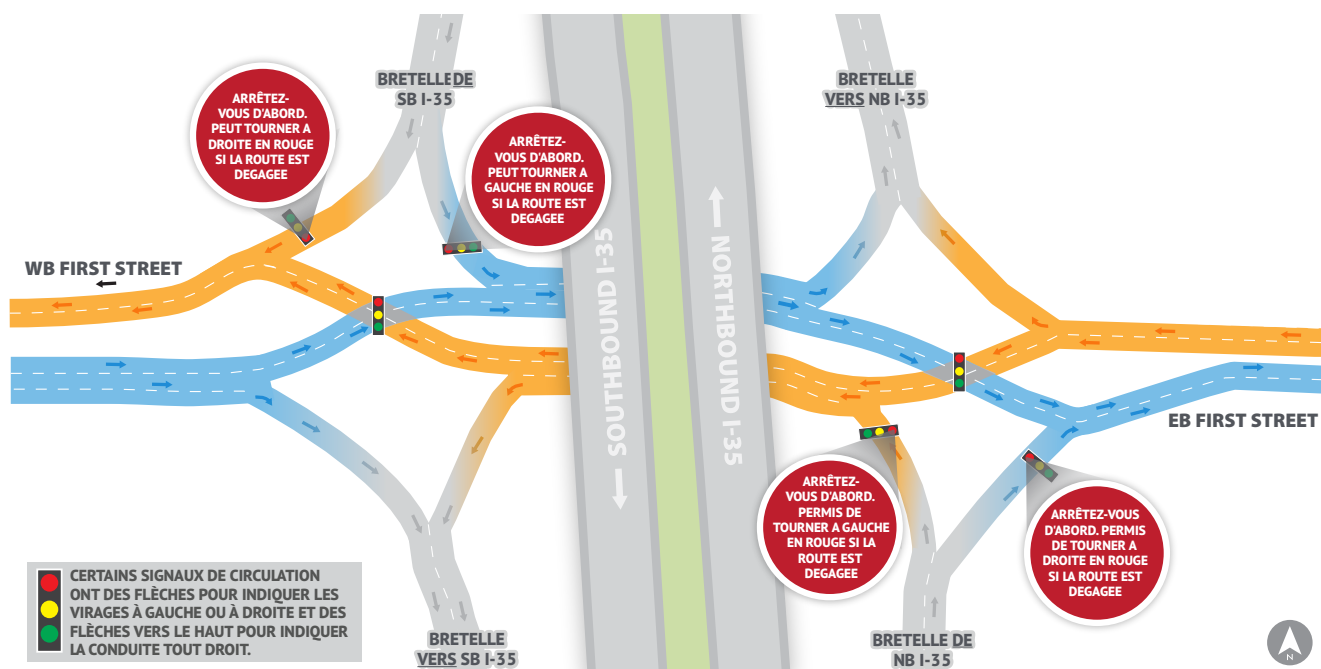 BRETELLE DE
SB I-35
BRETELLE
VERS NB I-35
ARRÊTEZ-
VOUS D'ABORD.
PEUT TOURNER A
DROITE EN ROUGE
SI LA ROUTE EST
DEGAGEE
ARRÊTEZ-
VOUS D'ABORD.
PEUT TOURNER A
GAUCHE EN ROUGE
SI LA ROUTE EST
DEGAGEE
WB FIRST STREET
SOUTHBOUND I-35
NORTHBOUND I-35
EB FIRST STREET
ARRÊTEZ-
VOUS D'ABORD.
PERMIS DE
TOURNER A GAUCHE
EN ROUGE SI LA
ROUTE EST
DEGAGEE
ARRÊTEZ-VOUS
D'ABORD. PERMIS
DE TOURNER A
DROITE EN ROUGE
SI LA ROUTE EST
DEGAGEE
CERTAINS SIGNAUX DE CIRCULATION
ONT DES FLÈCHES POUR INDIQUER LES
VIRAGES À GAUCHE OU À DROITE ET DES
FLÈCHES VERS LE HAUT POUR INDIQUER
LA CONDUITE TOUT DROIT.
BRETELLE
VERS SB I-35
BRETELLE DE
NB I-35
N